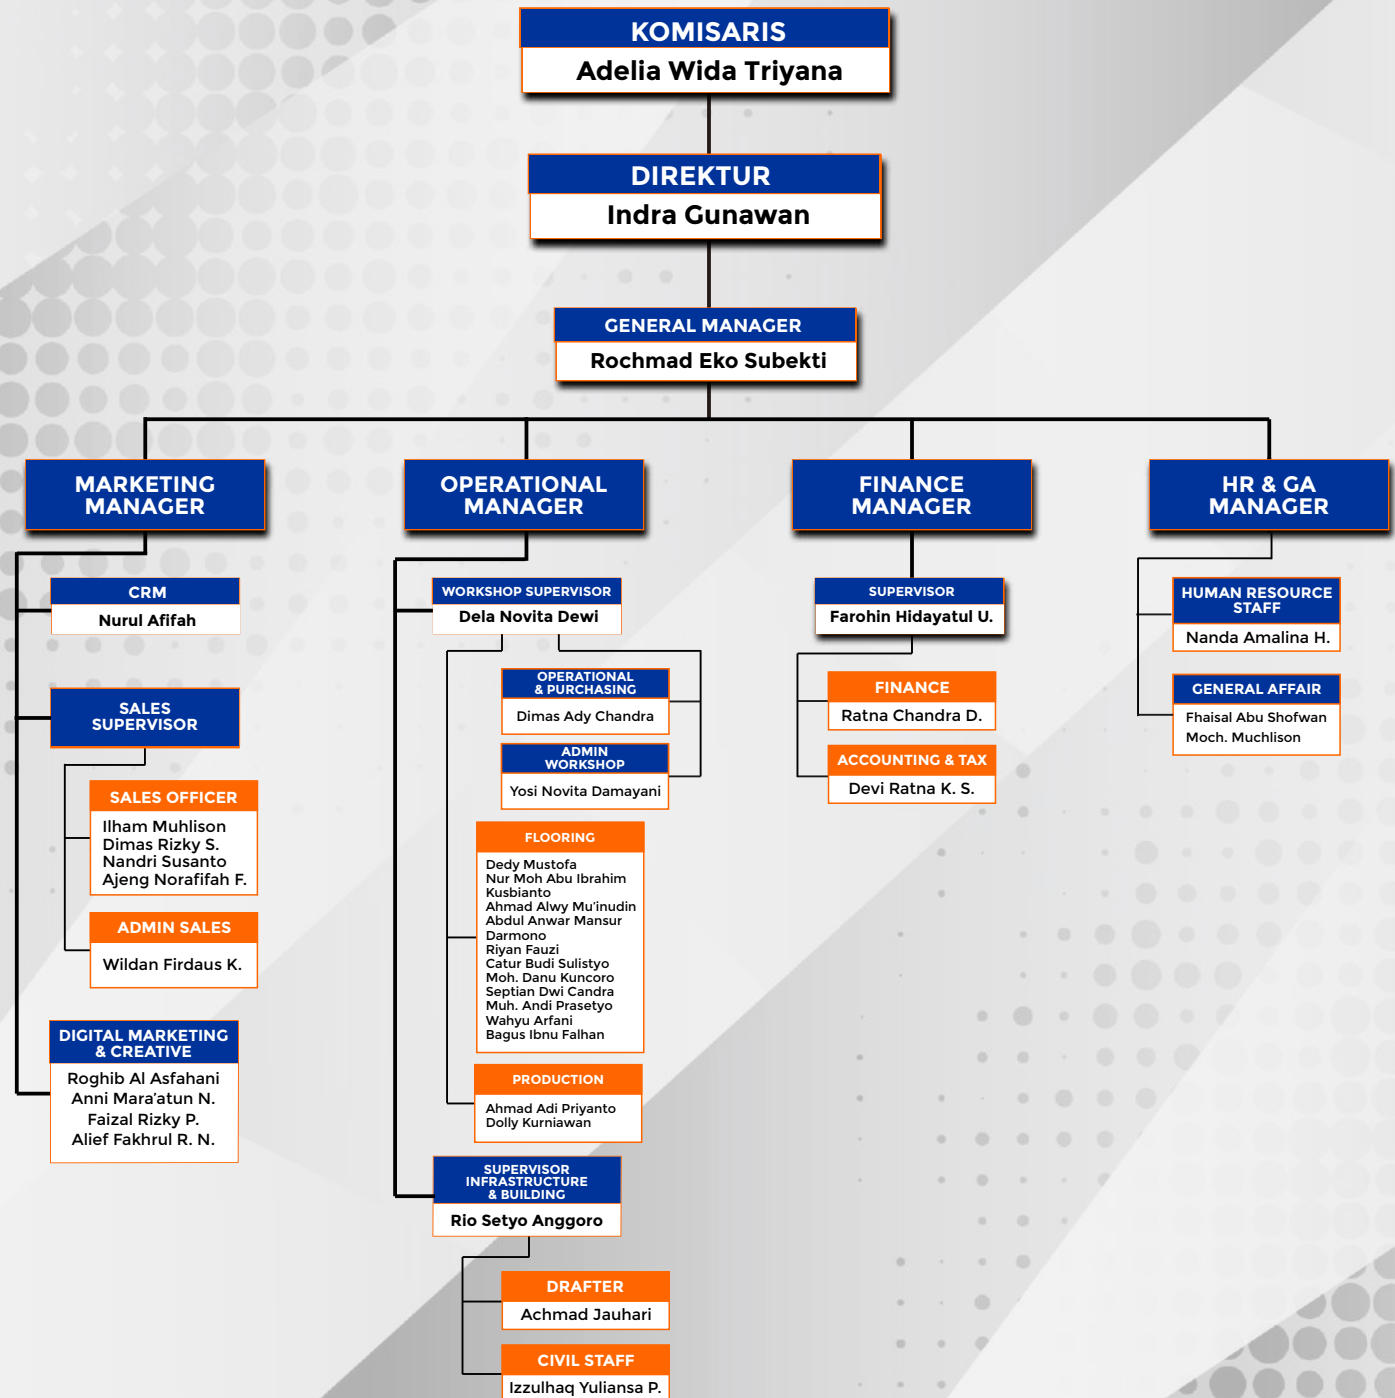 KOMISARIS
Adelia Wida Triyana
DIREKTUR
Indra Gunawan
GENERAL MANAGER
Rochmad Eko Subekti
MARKETING
MANAGER
CRM
Nurul Afifah
SALES
SUPERVISOR
SALES OFFICER
Ilham Muhlison
Dimas Rizky S.
Nandri Susanto
Ajeng Norafifah F.
ADMIN SALES
Wildan Firdaus K.
DIGITAL MARKETING
& CREATIVE
Roghib Al Asfahani
Anni Mara’atun N.
Faizal Rizky P.
Alief Fakhrul R. N.
OPERATIONAL
MANAGER
WORKSHOP SUPERVISOR
Dela Novita Dewi
OPERATIONAL
& PURCHASING
Dimas Ady Chandra
ADMIN
WORKSHOP
Yosi Novita Damayani
FLOORING
Dedy Mustofa
Nur Moh Abu Ibrahim
Kusbianto
Ahmad Alwy Mu’inudin
Abdul Anwar Mansur
Darmono
Riyan Fauzi
Catur Budi Sulistyo
Moh. Danu Kuncoro
Septian Dwi Candra
Muh. Andi Prasetyo
Wahyu Arfani
Bagus Ibnu Falhan
PRODUCTION
Ahmad Adi Priyanto
Dolly Kurniawan
SUPERVISOR
INFRASTRUCTURE
& BUILDING
Rio Setyo Anggoro
DRAFTER
Achmad Jauhari
CIVIL STAFF
Izzulhaq Yuliansa P.
FINANCE
MANAGER
SUPERVISOR
Farohin Hidayatul U.
FINANCE
Ratna Chandra D.
ACCOUNTING & TAX
Devi Ratna K. S.
HR & GA
MANAGER
HUMAN RESOURCE
STAFF
Nanda Amalina H.
GENERAL AFFAIR
Fhaisal Abu Shofwan
Moch. Muchlison